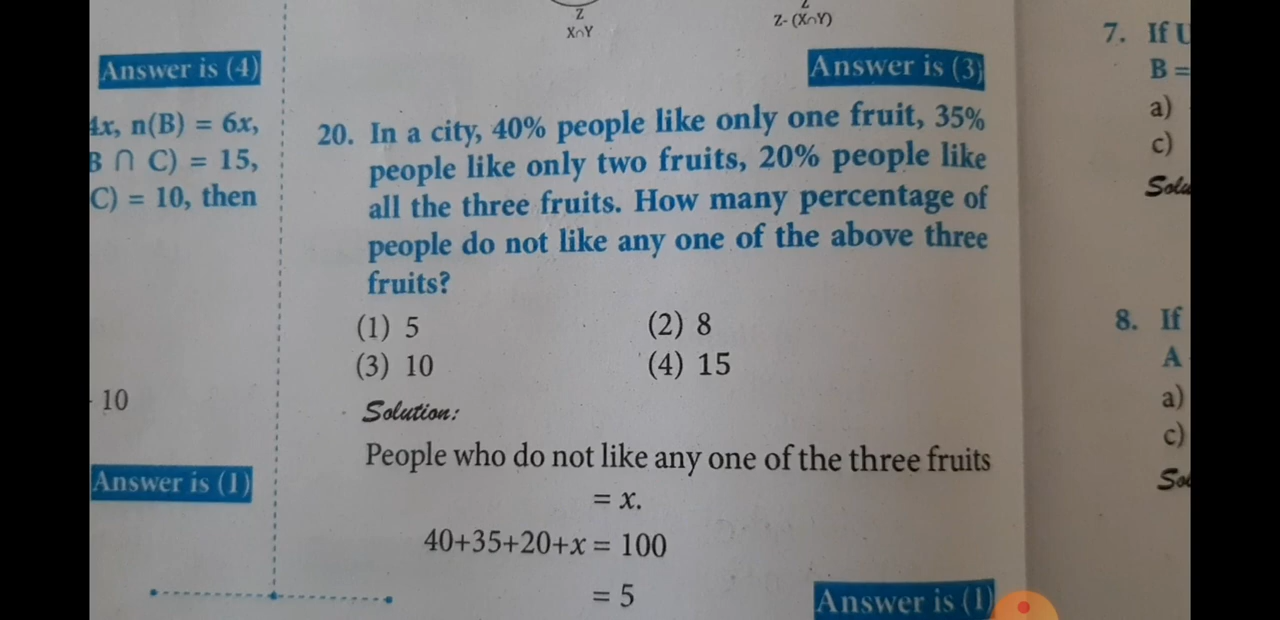 Z
X∩Y
Z
Z- (X∩Y)
Answer is (4)
4x, n(B) = 6x,
B ∩ C) = 15,
C) = 10, then
10
Answer is (1)
Answer is (3)
20. In a city, 40% people like only one fruit, 35%
people like only two fruits, 20% people like
all the three fruits. How many percentage of
people do not like any one of the above three
fruits?
(1) 5 (2) 8
(3) 10 (4) 15
Solution:
People who do not like any one of the three fruits
= x.
40+35+20+x = 100
= 5
Answer is (1)
7. If U
B =
a)
c)
8. If
A
a)
c)